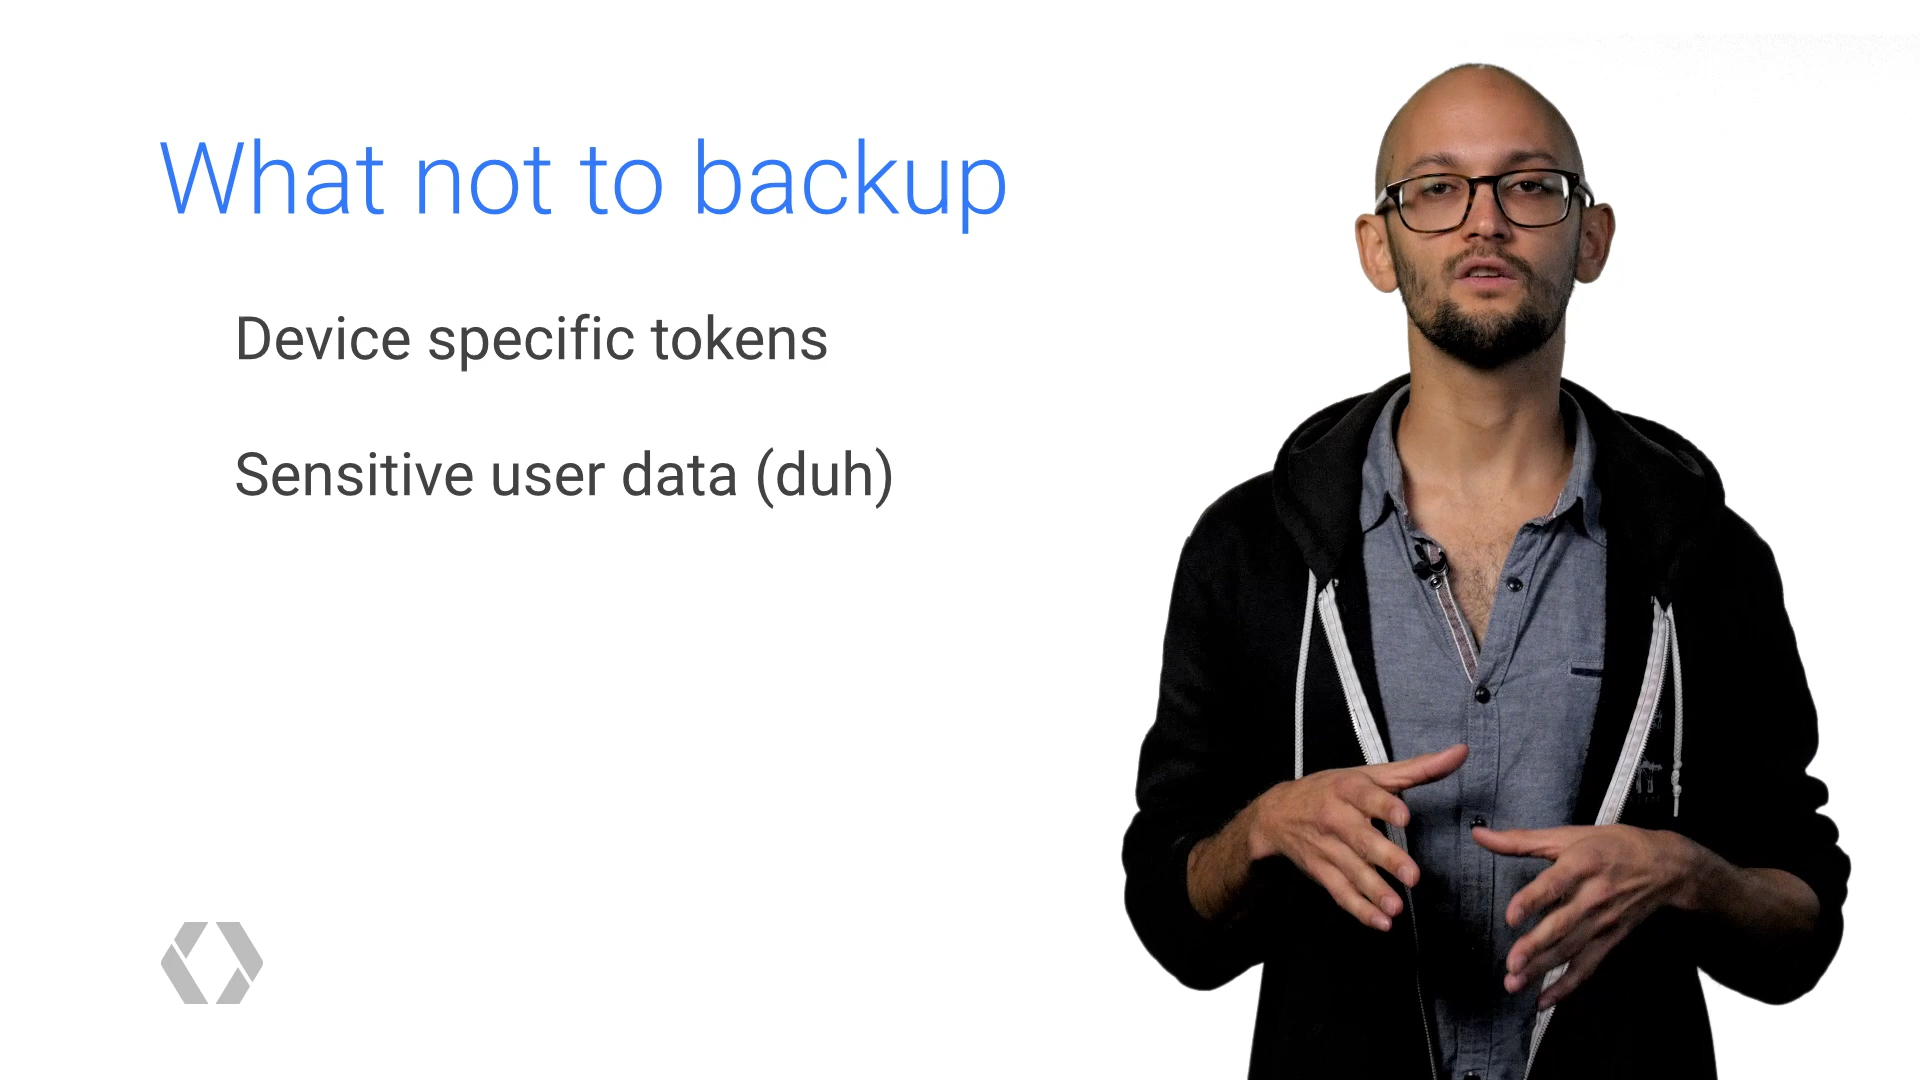 What not to backup
Device specific tokens
Sensitive user data (duh)